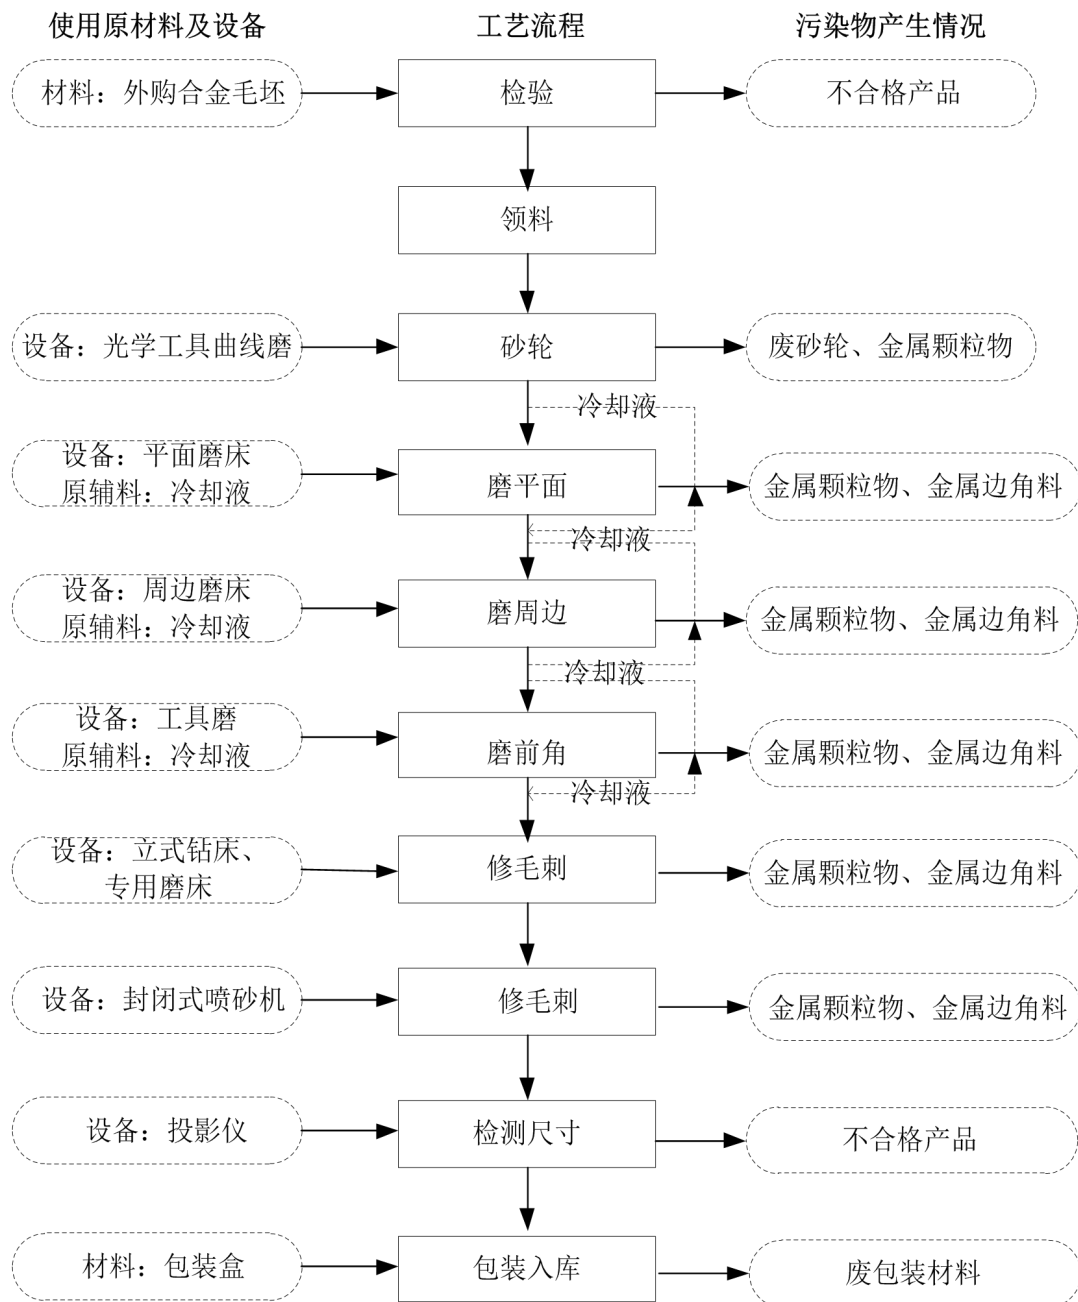 使用原材料及设备 工艺流程 污染物产生情况
材料：外购合金毛坯 检验 不合格产品
领料
设备：光学工具曲线磨 砂轮 废砂轮、金属颗粒物
冷却液
设备：平面磨床
原辅料：冷却液
磨平面
金属颗粒物、金属边角料
冷却液
设备：周边磨床
原辅料：冷却液
磨周边
金属颗粒物、金属边角料
冷却液
设备：工具磨
原辅料：冷却液
磨前角
金属颗粒物、金属边角料
冷却液
设备：立式钻床、
专用磨床
修毛刺
金属颗粒物、金属边角料
设备：封闭式喷砂机 修毛刺 金属颗粒物、金属边角料
设备：投影仪 检测尺寸 不合格产品
材料：包装盒 包装入库 废包装材料